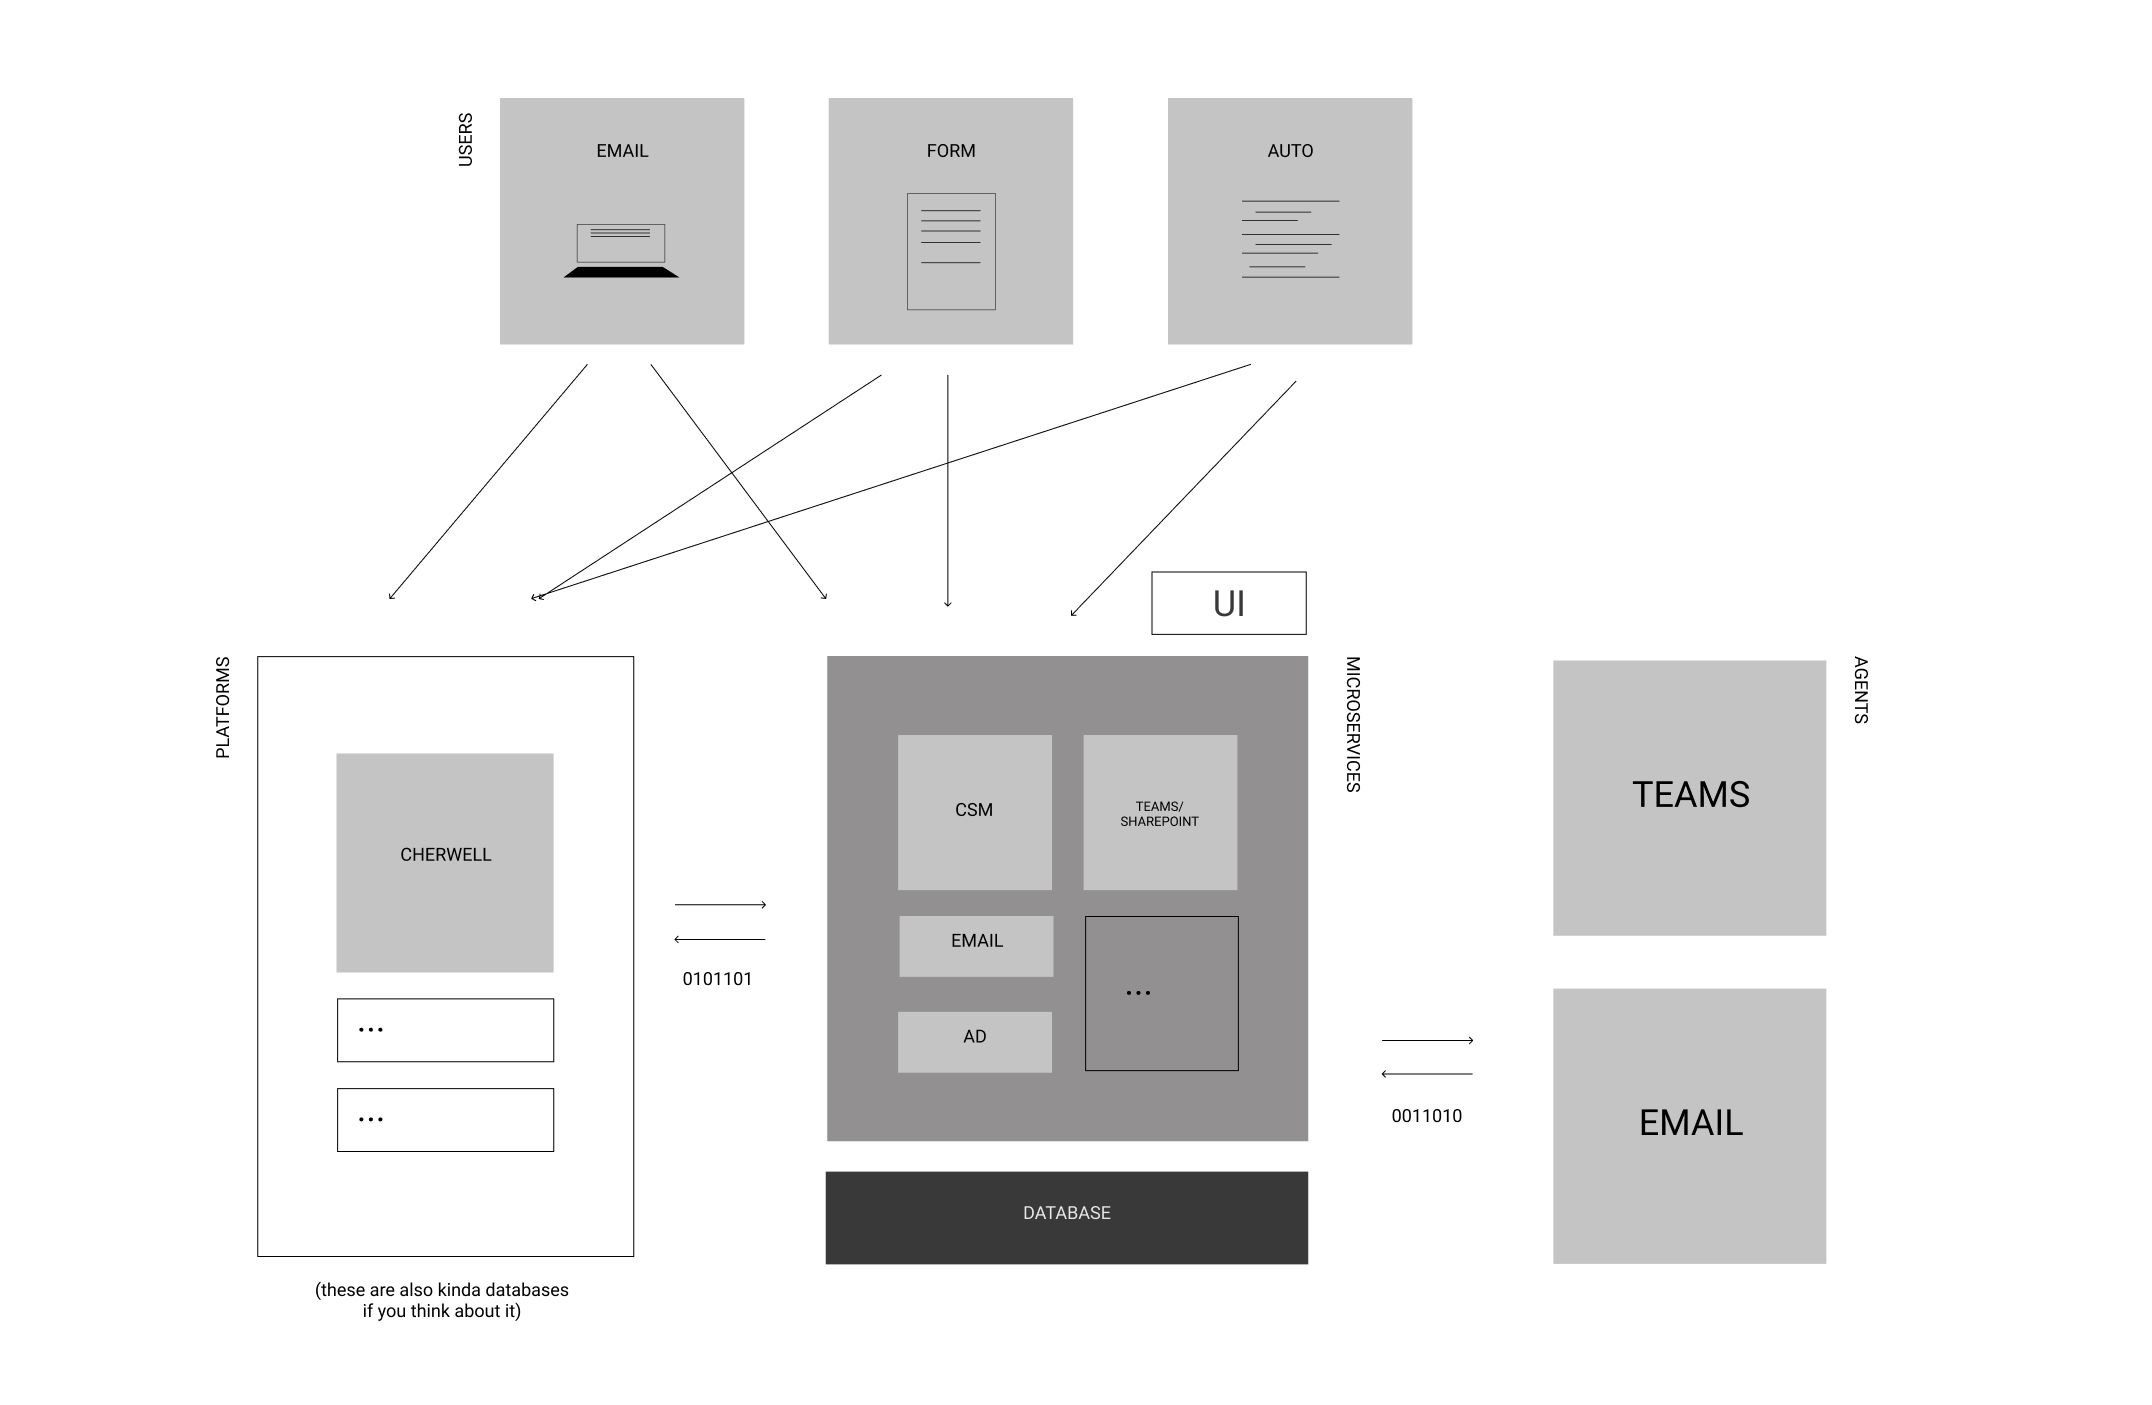 USERS
EMAIL
FORM
AUTO
UI
PLATFORMS
CHERWELL
...
...
(these are also kinda databases
if you think about it)
0101101
MICROSERVICES
CSM
TEAMS/
SHAREPOINT
EMAIL
...
AD
DATABASE
0011010
AGENTS
TEAMS
EMAIL